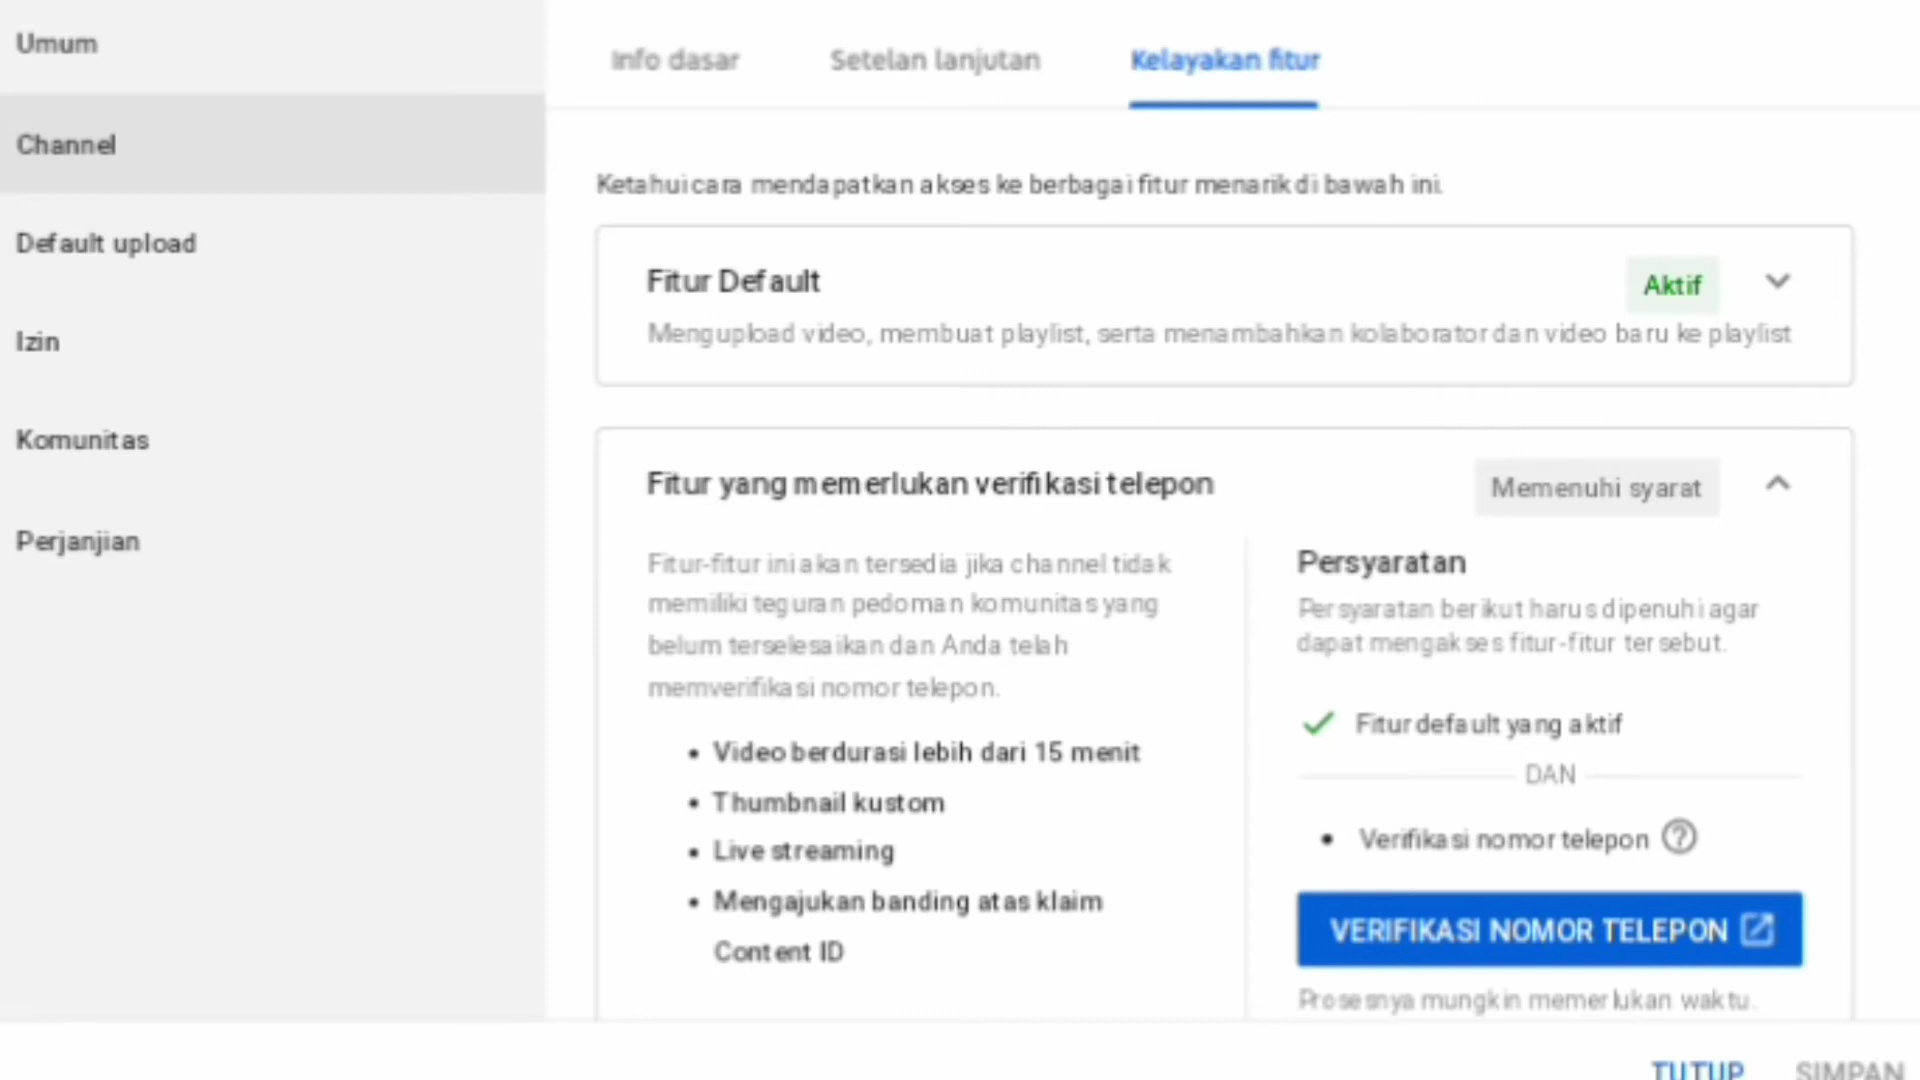 Umum
Channel
Default upload
Izin
Komunitas
Perjanjian
Info dasar
Setelan lanjutan
Kelayakan fitur
Ketahui cara mendapatkan akses ke berbagai fitur menarik di bawah ini.
Fitur Default
Aktif
Mengupload video, membuat playlist, serta menambahkan kolaborator dan video baru ke playlist
Fitur yang memerlukan verifikasi telepon
Memenuhi syarat
Fitur-fitur ini akan tersedia jika channel tidak
memiliki teguran pedoman komunitas yang
belum terselesaikan dan Anda telah
memverifikasi nomor telepon.
• Video berdurasi lebih dari 15 menit
• Thumbnail kustom
• Live streaming
• Mengajukan banding atas klaim
Content ID
Persyaratan
Persyaratan berikut harus dipenuhi agar
dapat mengakses fitur-fitur tersebut.
Fitur default yang aktif
DAN
• Verifikasi nomor telepon
VERIFIKASI NOMOR TELEPON
Prosesnya mungkin memerlukan waktu.
TUTUP
SIMPAN